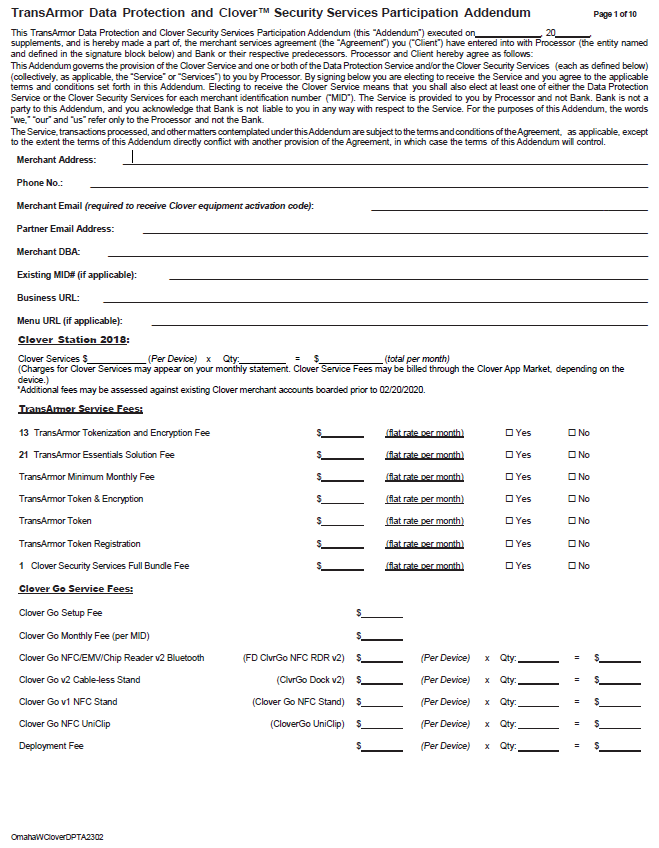 TransArmor Data Protection and Clover™ Security Services Participation Addendum Page 1 of 10
This TransArmor Data Protection and Clover Security Services Participation Addendum (this “Addendum”) executed on____________, 20______,
supplements, and is hereby made a part of, the merchant services agreement (the “Agreement”) you (“Client”) have entered into with Processor (the entity named
and defined in the signature block below) and Bank or their respective predecessors. Processor and Client hereby agree as follows:
This Addendum governs the provision of the Clover Service and one or both of the Data Protection Service and/or the Clover Security Services (each as defined below)
(collectively, as applicable, the “Service” or “Services”) to you by Processor. By signing below you are electing to receive the Service and you agree to the applicable
terms and conditions set forth in this Addendum. Electing to receive the Clover Service means that you shall also elect at least one of either the Data Protection
Service or the Clover Security Services for each merchant identification number (“MID”). The Service is provided to you by Processor and not Bank. Bank is not a
party to this Addendum, and you acknowledge that Bank is not liable to you in any way with respect to the Service. For the purposes of this Addendum, the words
“we,” “our” and “us” refer only to the Processor and not the Bank.
The Service, transactions processed, and other matters contemplated under this Addendum are subject to the terms and conditions of the Agreement, as applicable, except
to the extent the terms of this Addendum directly conflict with another provision of the Agreement, in which case the terms of this Addendum will control.
Merchant Address:
Phone No.:
Merchant Email (required to receive Clover equipment activation code):
Partner Email Address:
Merchant DBA:
Existing MID# (if applicable):
Business URL:
Menu URL (if applicable):
Clover Station 2018:
Clover Services $____________ (Per Device) x Qty:_________ = $____________ (total per month)
(Charges for Clover Services may appear on your monthly statement. Clover Service Fees may be billed through the Clover App Market, depending on the
device.)
*Additional fees may be assessed against existing Clover merchant accounts boarded prior to 02/20/2020.
TransArmor Service Fees:
13 TransArmor Tokenization and Encryption Fee $________ (flat rate per month) ☐ Yes ☐ No
21 TransArmor Essentials Solution Fee $________ (flat rate per month) ☐ Yes ☐ No
TransArmor Minimum Monthly Fee $________ (flat rate per month) ☐ Yes ☐ No
TransArmor Token & Encryption $________ (flat rate per month) ☐ Yes ☐ No
TransArmor Token $________ (flat rate per month) ☐ Yes ☐ No
TransArmor Token Registration $________ (flat rate per month) ☐ Yes ☐ No
1 Clover Security Services Full Bundle Fee $________ (flat rate per month) ☐ Yes ☐ No
Clover Go Service Fees:
Clover Go Setup Fee $________
Clover Go Monthly Fee (per MID) $________
Clover Go NFC/EMV/Chip Reader v2 Bluetooth (FD ClvrGo NFC RDR v2) $________ (Per Device) x Qty:________ = $________
Clover Go v2 Cable-less Stand (ClvrGo Dock v2) $________ (Per Device) x Qty:________ = $________
Clover Go v1 NFC Stand (Clover Go NFC Stand) $________ (Per Device) x Qty:________ = $________
Clover Go NFC UniClip (CloverGo UniClip) $________ (Per Device) x Qty:________ = $________
Deployment Fee $________ (Per Device) x Qty:________ = $________
OmahaWCloverDPTA2302